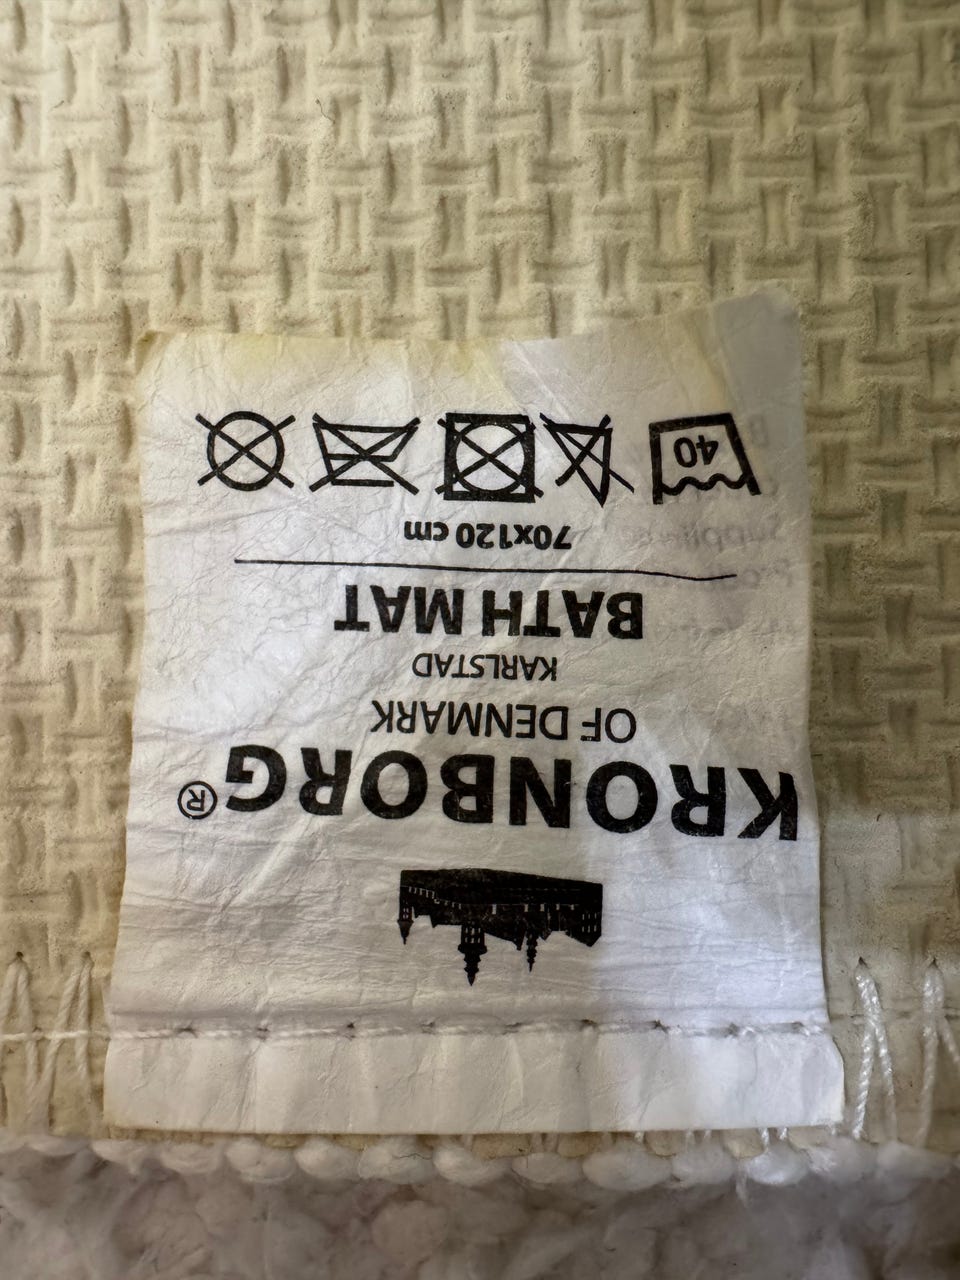 KRONBORG®
OF DENMARK
KARLSTAD
BATH MAT
70x120 cm
40